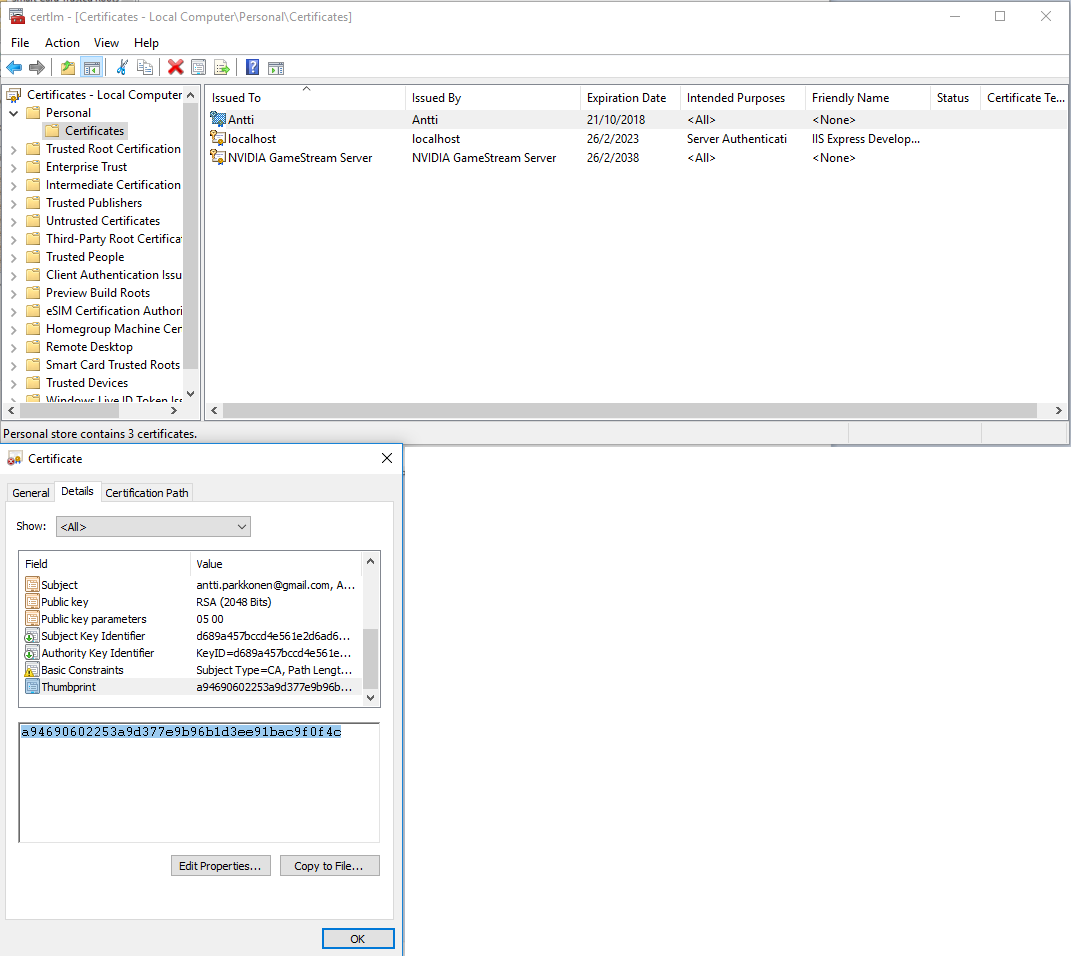 certlm - [Certificates - Local Computer\Personal\Certificates]
File Action View Help
Certificates - Local Computer
Personal
Certificates
Trusted Root Certification
Enterprise Trust
Intermediate Certification
Trusted Publishers
Untrusted Certificates
Third-Party Root Certifica
Trusted People
Client Authentication Issu
Preview Build Roots
eSIM Certification Authori
Homegroup Machine Cer
Remote Desktop
Smart Card Trusted Roots
Trusted Devices
Windows Live ID Token Iss
Issued To Issued By Expiration Date Intended Purposes Friendly Name Status Certificate Te...
Antti Antti 21/10/2018 <All> <None>
localhost localhost 26/2/2023 Server Authenticati IIS Express Develop...
NVIDIA GameStream Server NVIDIA GameStream Server 26/2/2038 <All> <None>
Personal store contains 3 certificates.
Certificate
General Details Certification Path
Show: <All>
Field Value
Subject antti.parkkonen@gmail.com, A...
Public key RSA (2048 Bits)
Public key parameters 05 00
Subject Key Identifier d689a457bccd4e561e2d6ad6...
Authority Key Identifier KeyID=d689a457bccd4e561e...
Basic Constraints Subject Type=CA, Path Lengt...
Thumbprint a94690602253a9d377e9b96b...
a94690602253a9d377e9b96b1d3ee91bac9f0f4c
Edit Properties... Copy to File...
OK